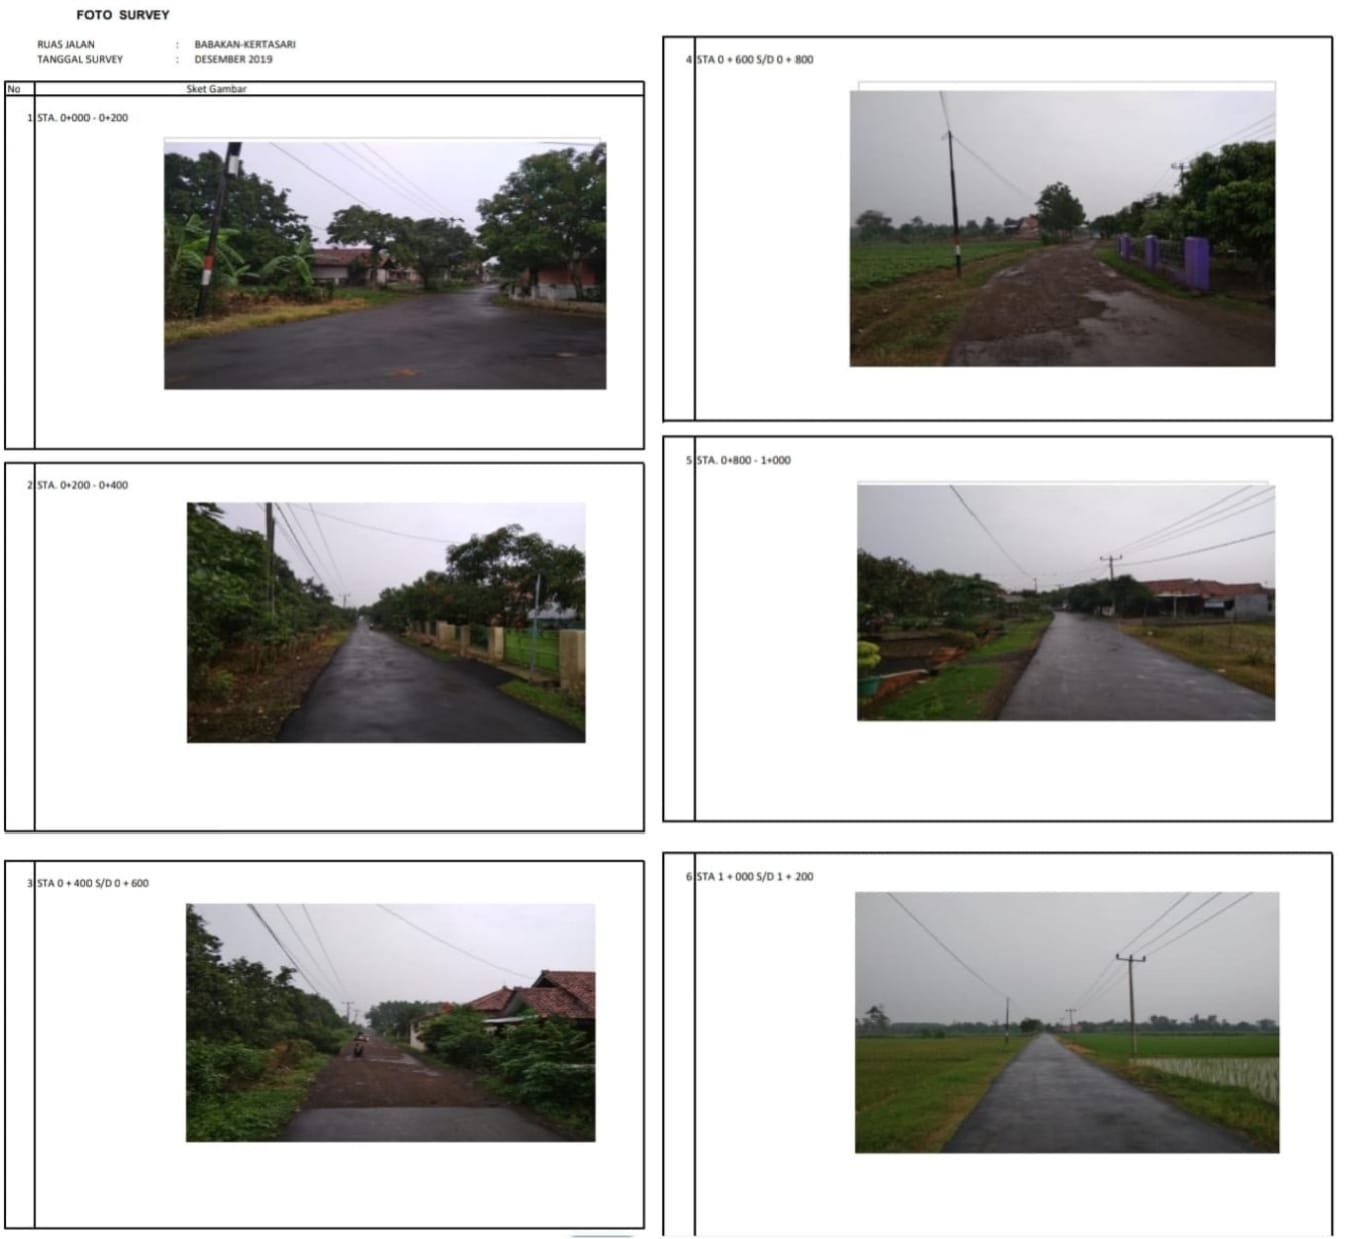 FOTO SURVEY
RUAS JALAN : BABAKAN-KERTASARI
TANGGAL SURVEY : DESEMBER 2019
No Sket Gambar
1 STA. 0+000 - 0+200
2 STA. 0+200 - 0+400
3 STA 0 + 400 S/D 0 + 600
4 STA 0 + 600 S/D 0 + 800
5 STA. 0+800 - 1+000
6 STA 1 + 000 S/D 1 + 200